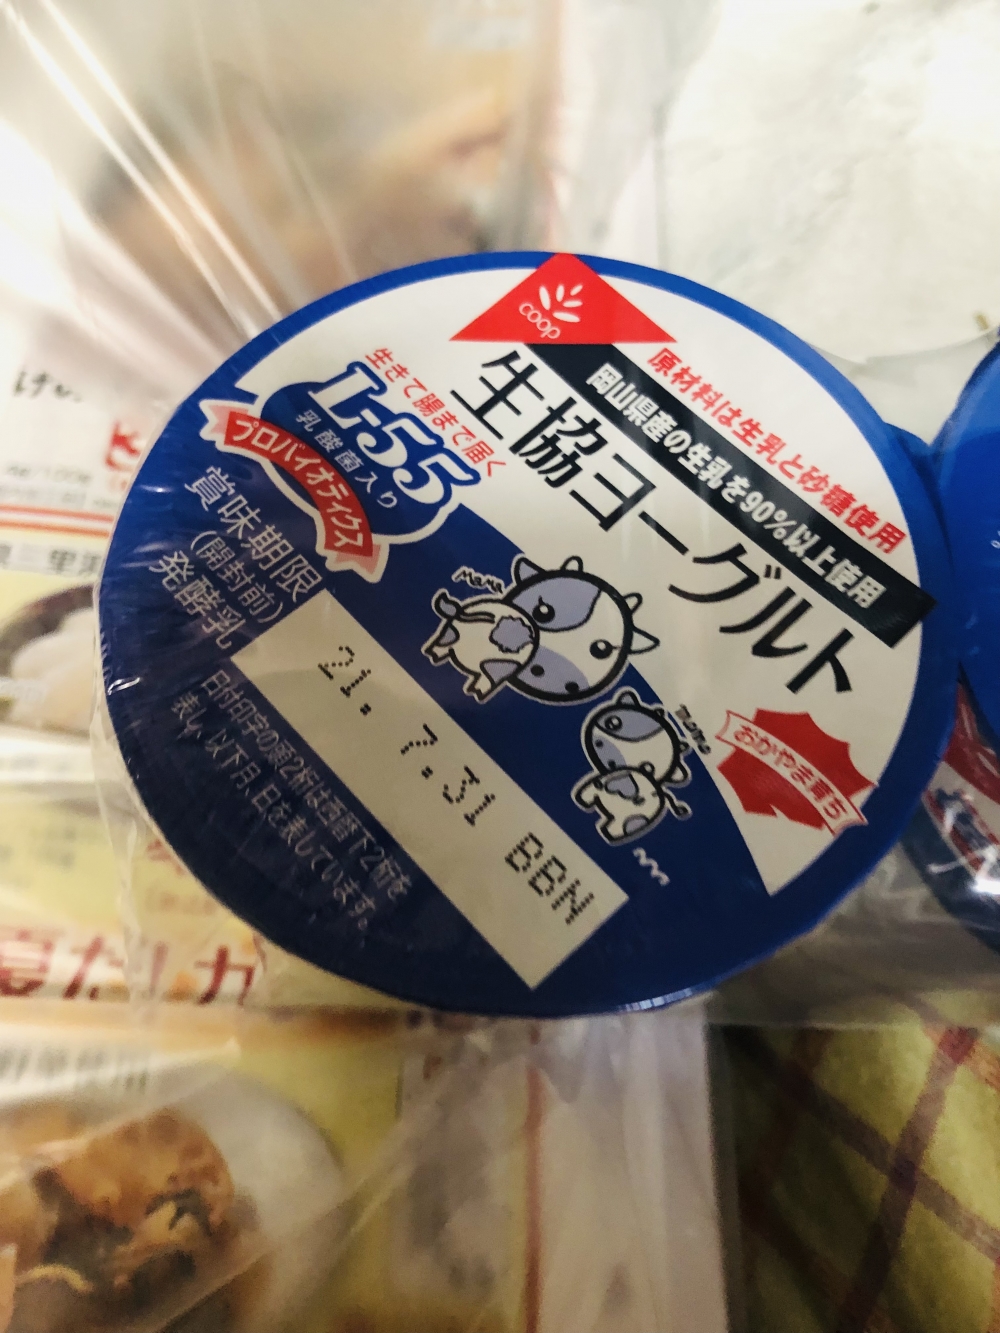 coop
原材料は生乳と砂糖使用
岡山県産の生乳を90%以上使用
生協ヨーグルト
生きて腸まで届く
L-55
乳酸菌入り
プロバイオティクス
賞味期限
(開封前)
発酵乳
21. 7.31 BBN
日付印字の頭2桁は西暦下2桁を
表し、以下月、日を表しています。
おかやま育ち